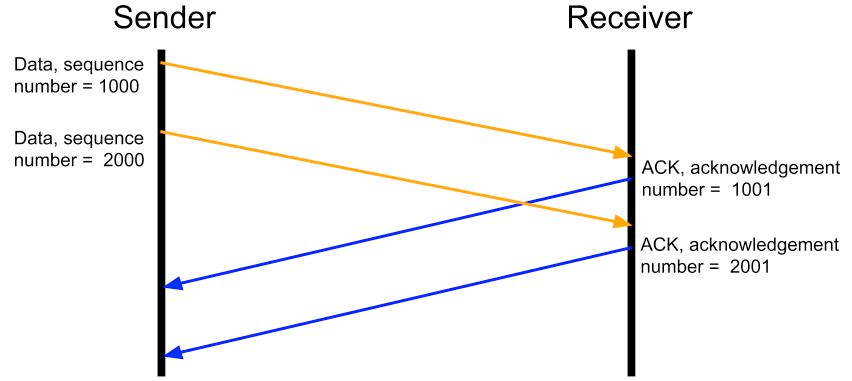 Sender
Receiver
Data, sequence
number = 1000
Data, sequence
number =  2000
ACK, acknowledgement
number =  1001
ACK, acknowledgement
number =  2001